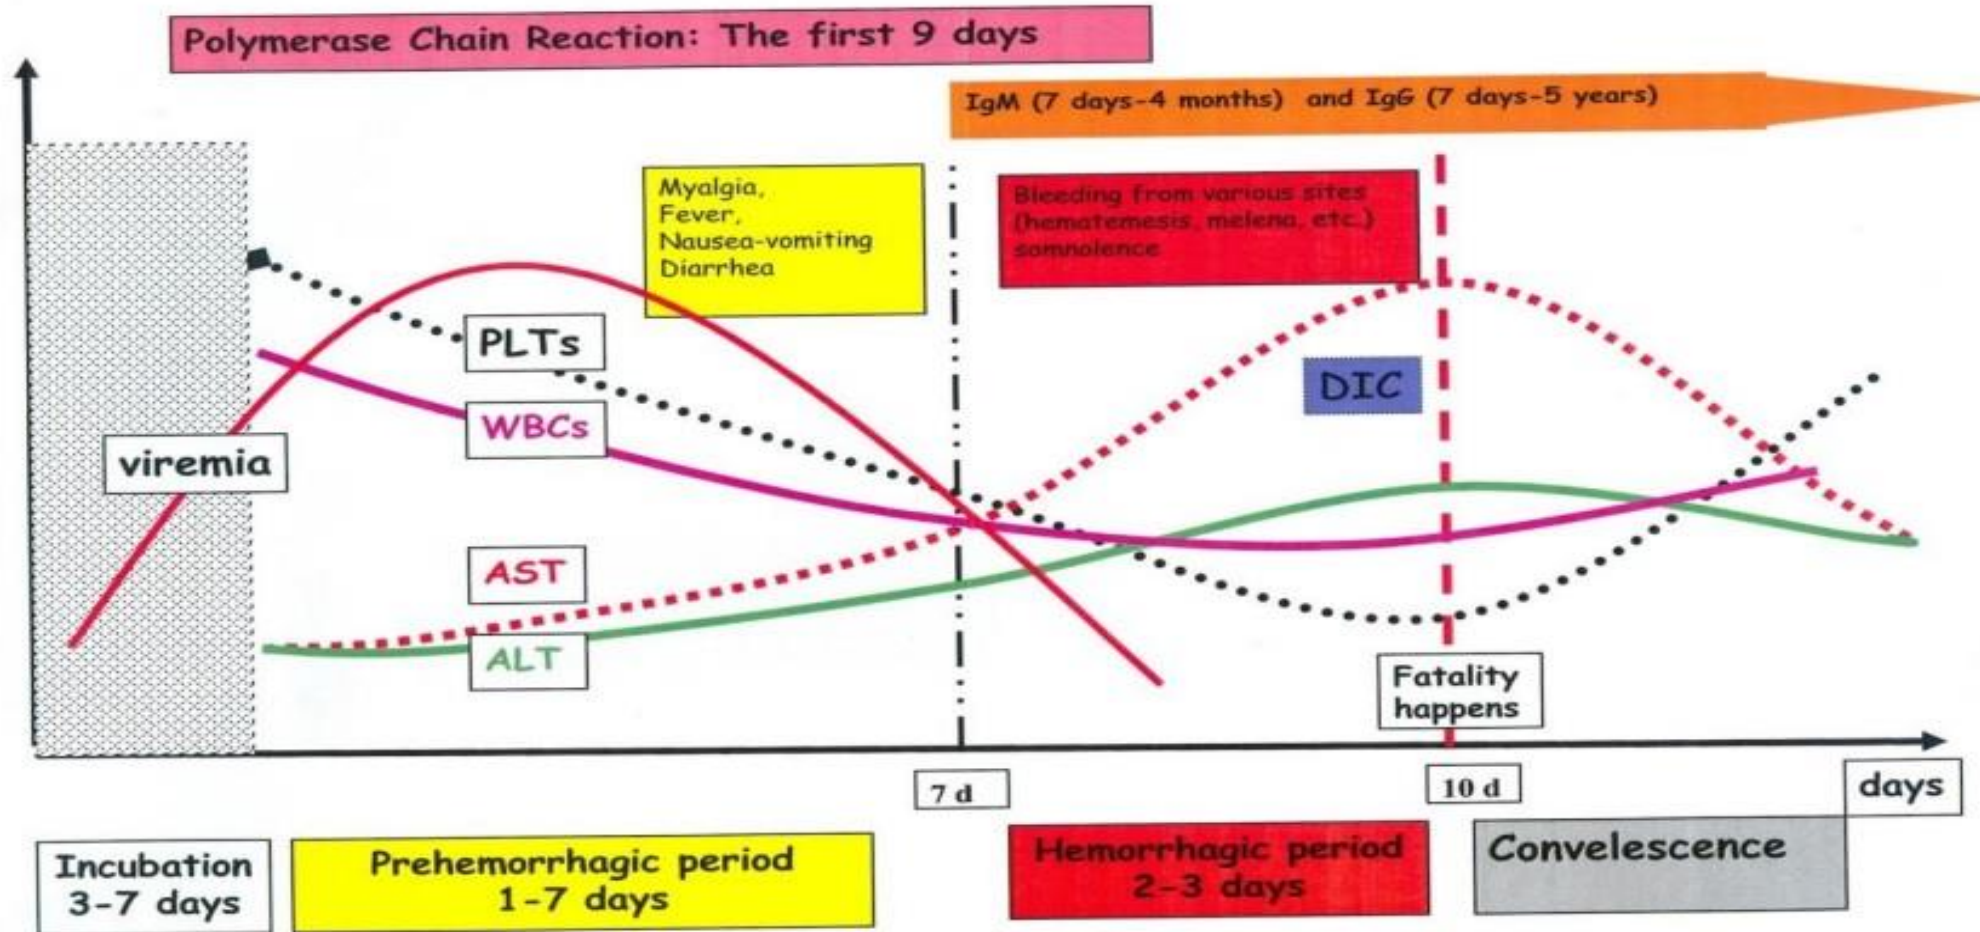 Polymerase Chain Reaction: The first 9 days
IgM (7 days-4 months) and IgG (7 days-5 years)
Myalgia,
Fever,
Nausea-vomiting
Diarrhea
Bleeding from various sites
(hematemesis, melena, etc.)
somnolence
PLTs
DIC
WBCs
viremia
AST
ALT
Fatality
happens
7 d
10 d
days
Incubation
3-7 days
Prehemorrhagic period
1-7 days
Hemorrhagic period
2-3 days
Convelescence